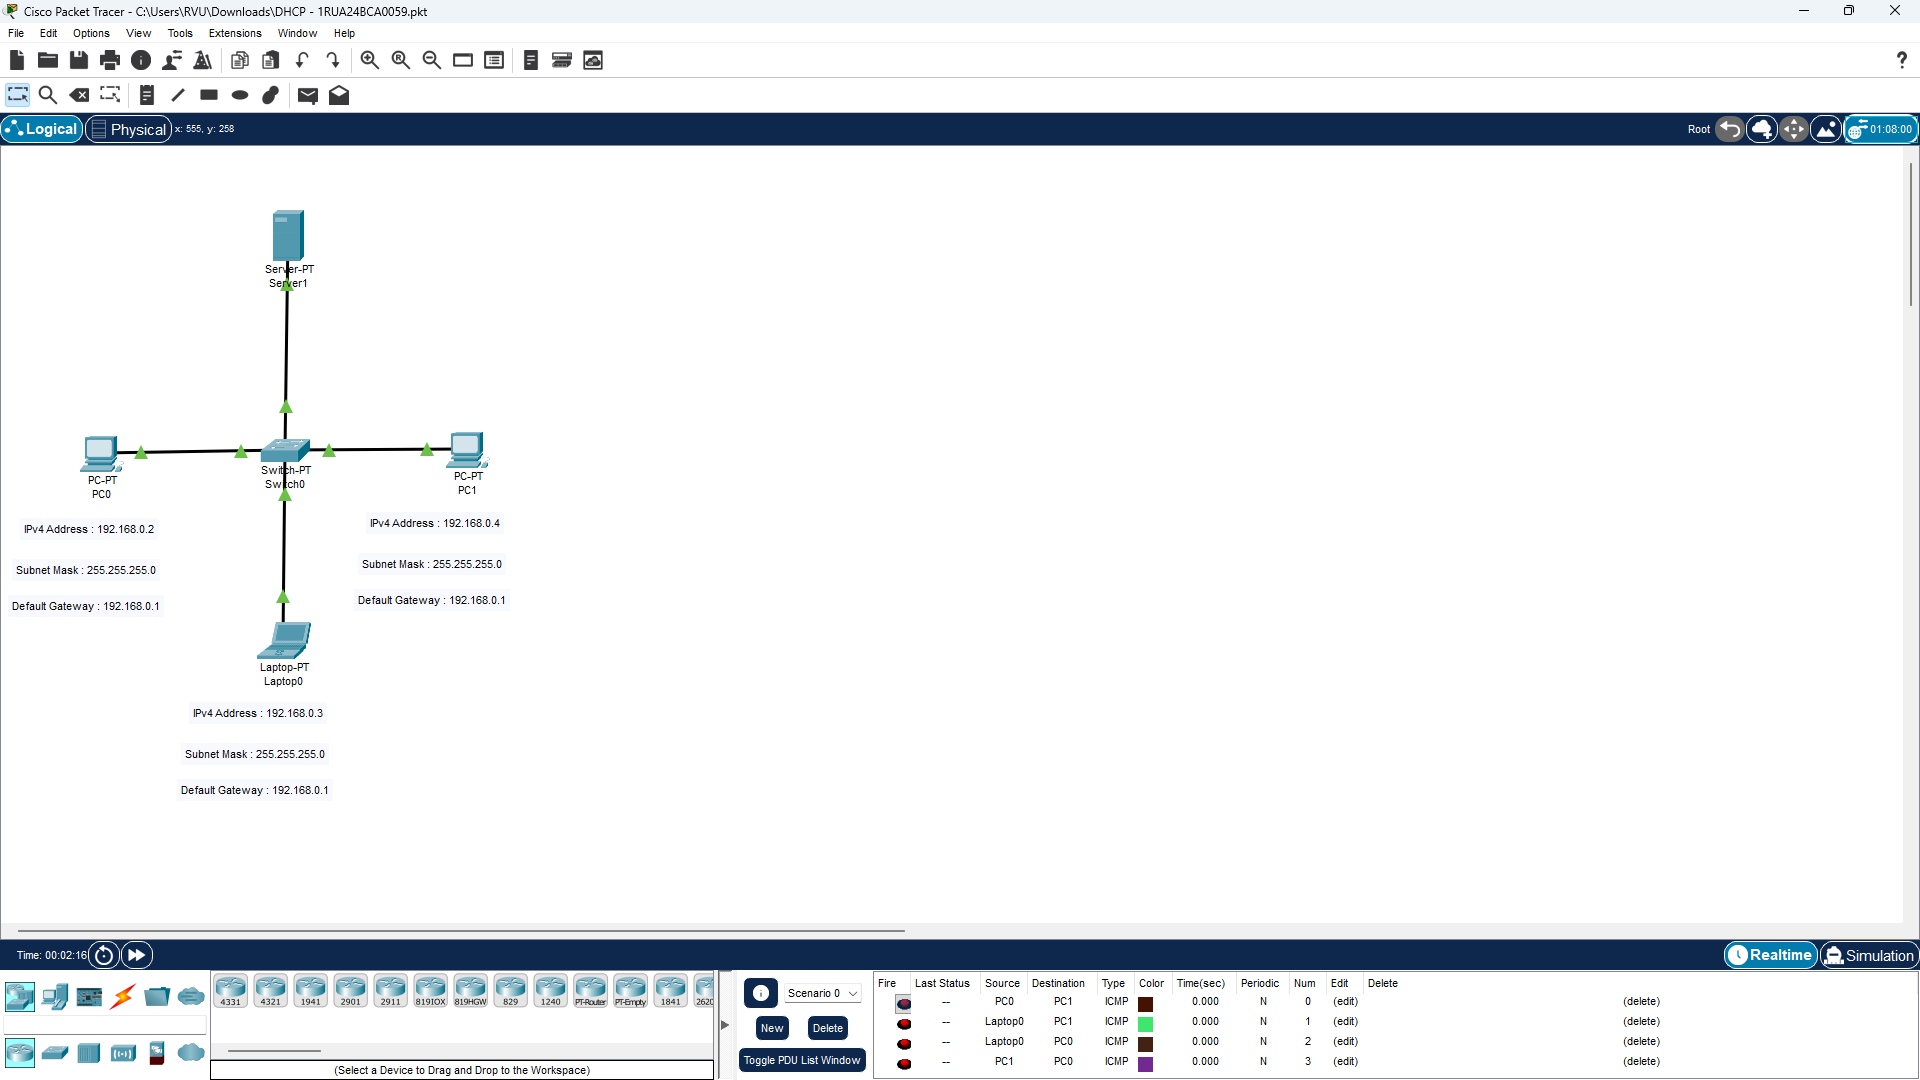 Cisco Packet Tracer - C:\Users\RVU\Downloads\DHCP - 1RUA24BCA0059.pkt
File Edit Options View Tools Extensions Window Help
?
Logical Physical x: 555, y: 258 Root 01:08:00
Server-PT
Server1
PC-PT
PC0
Switch-PT
Switch0
PC-PT
PC1
IPv4 Address : 192.168.0.2
Subnet Mask : 255.255.255.0
Default Gateway : 192.168.0.1
IPv4 Address : 192.168.0.4
Subnet Mask : 255.255.255.0
Default Gateway : 192.168.0.1
Laptop-PT
Laptop0
IPv4 Address : 192.168.0.3
Subnet Mask : 255.255.255.0
Default Gateway : 192.168.0.1
Time: 00:02:16 Realtime Simulation
4331 4321 1941 2901 2911 819IOX 819HGW 829 1240 PT-Router PT-Empty 1841 2620
(Select a Device to Drag and Drop to the Workspace)
Scenario 0
New Delete
Toggle PDU List Window
Fire Last Status Source Destination Type Color Time(sec) Periodic Num Edit Delete
-- PC0 PC1 ICMP 0.000 N 0 (edit) (delete)
-- Laptop0 PC1 ICMP 0.000 N 1 (edit) (delete)
-- Laptop0 PC0 ICMP 0.000 N 2 (edit) (delete)
-- PC1 PC0 ICMP 0.000 N 3 (edit) (delete)